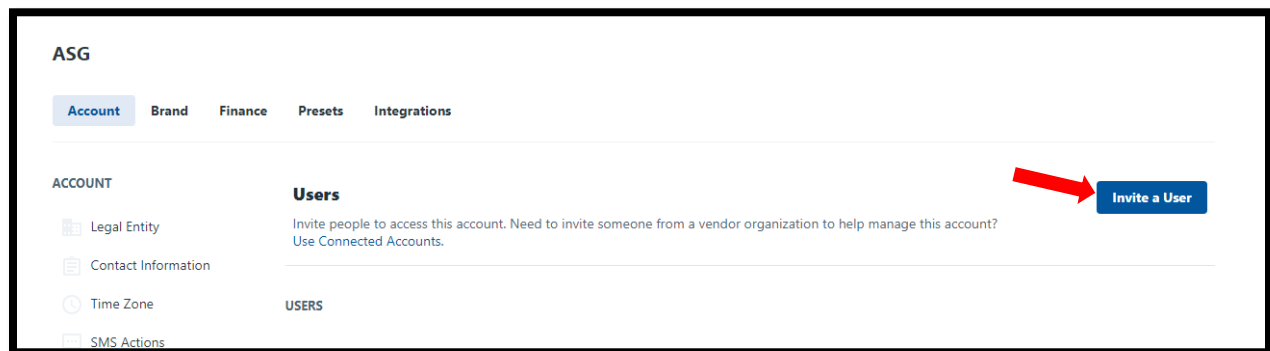 ASG
Account Brand Finance Presets Integrations
ACCOUNT
Legal Entity
Contact Information
Time Zone
SMS Actions
Users
Invite a User
Invite people to access this account. Need to invite someone from a vendor organization to help manage this account?
Use Connected Accounts.
USERS